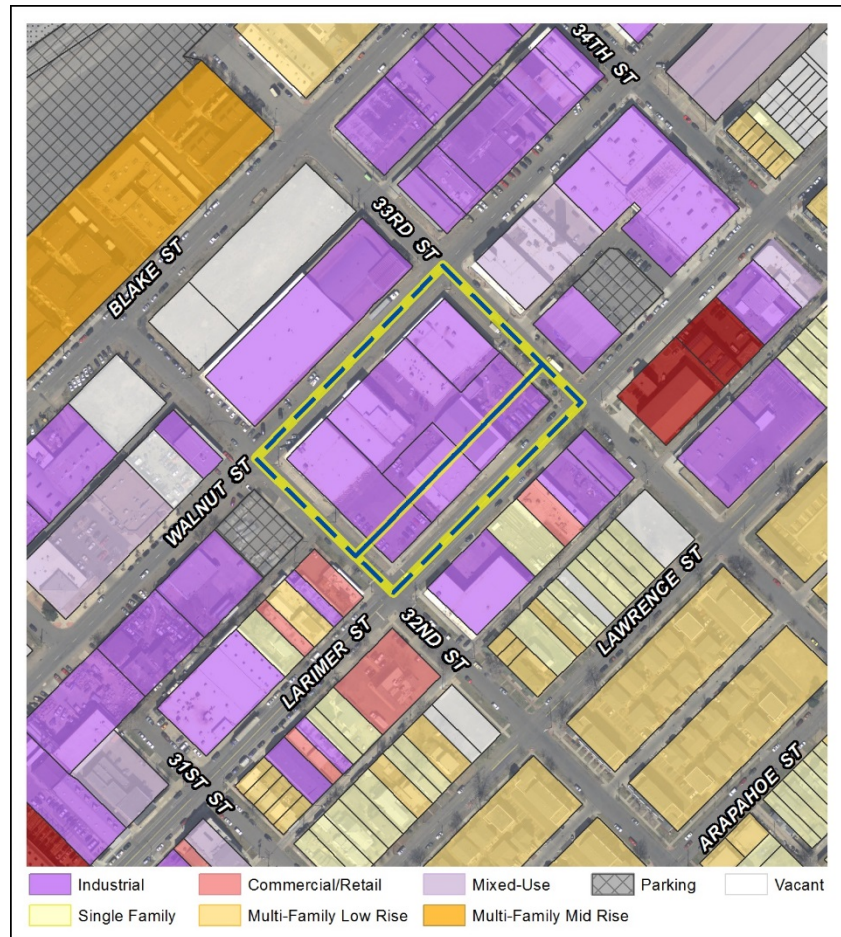 34TH ST
33RD ST
BLAKE ST
WALNUT ST
LARIMER ST
32ND ST
LAWRENCE ST
31ST ST
ARAPAHOE ST
Industrial
Commercial/Retail
Mixed-Use
Parking
Vacant
Single Family
Multi-Family Low Rise
Multi-Family Mid Rise